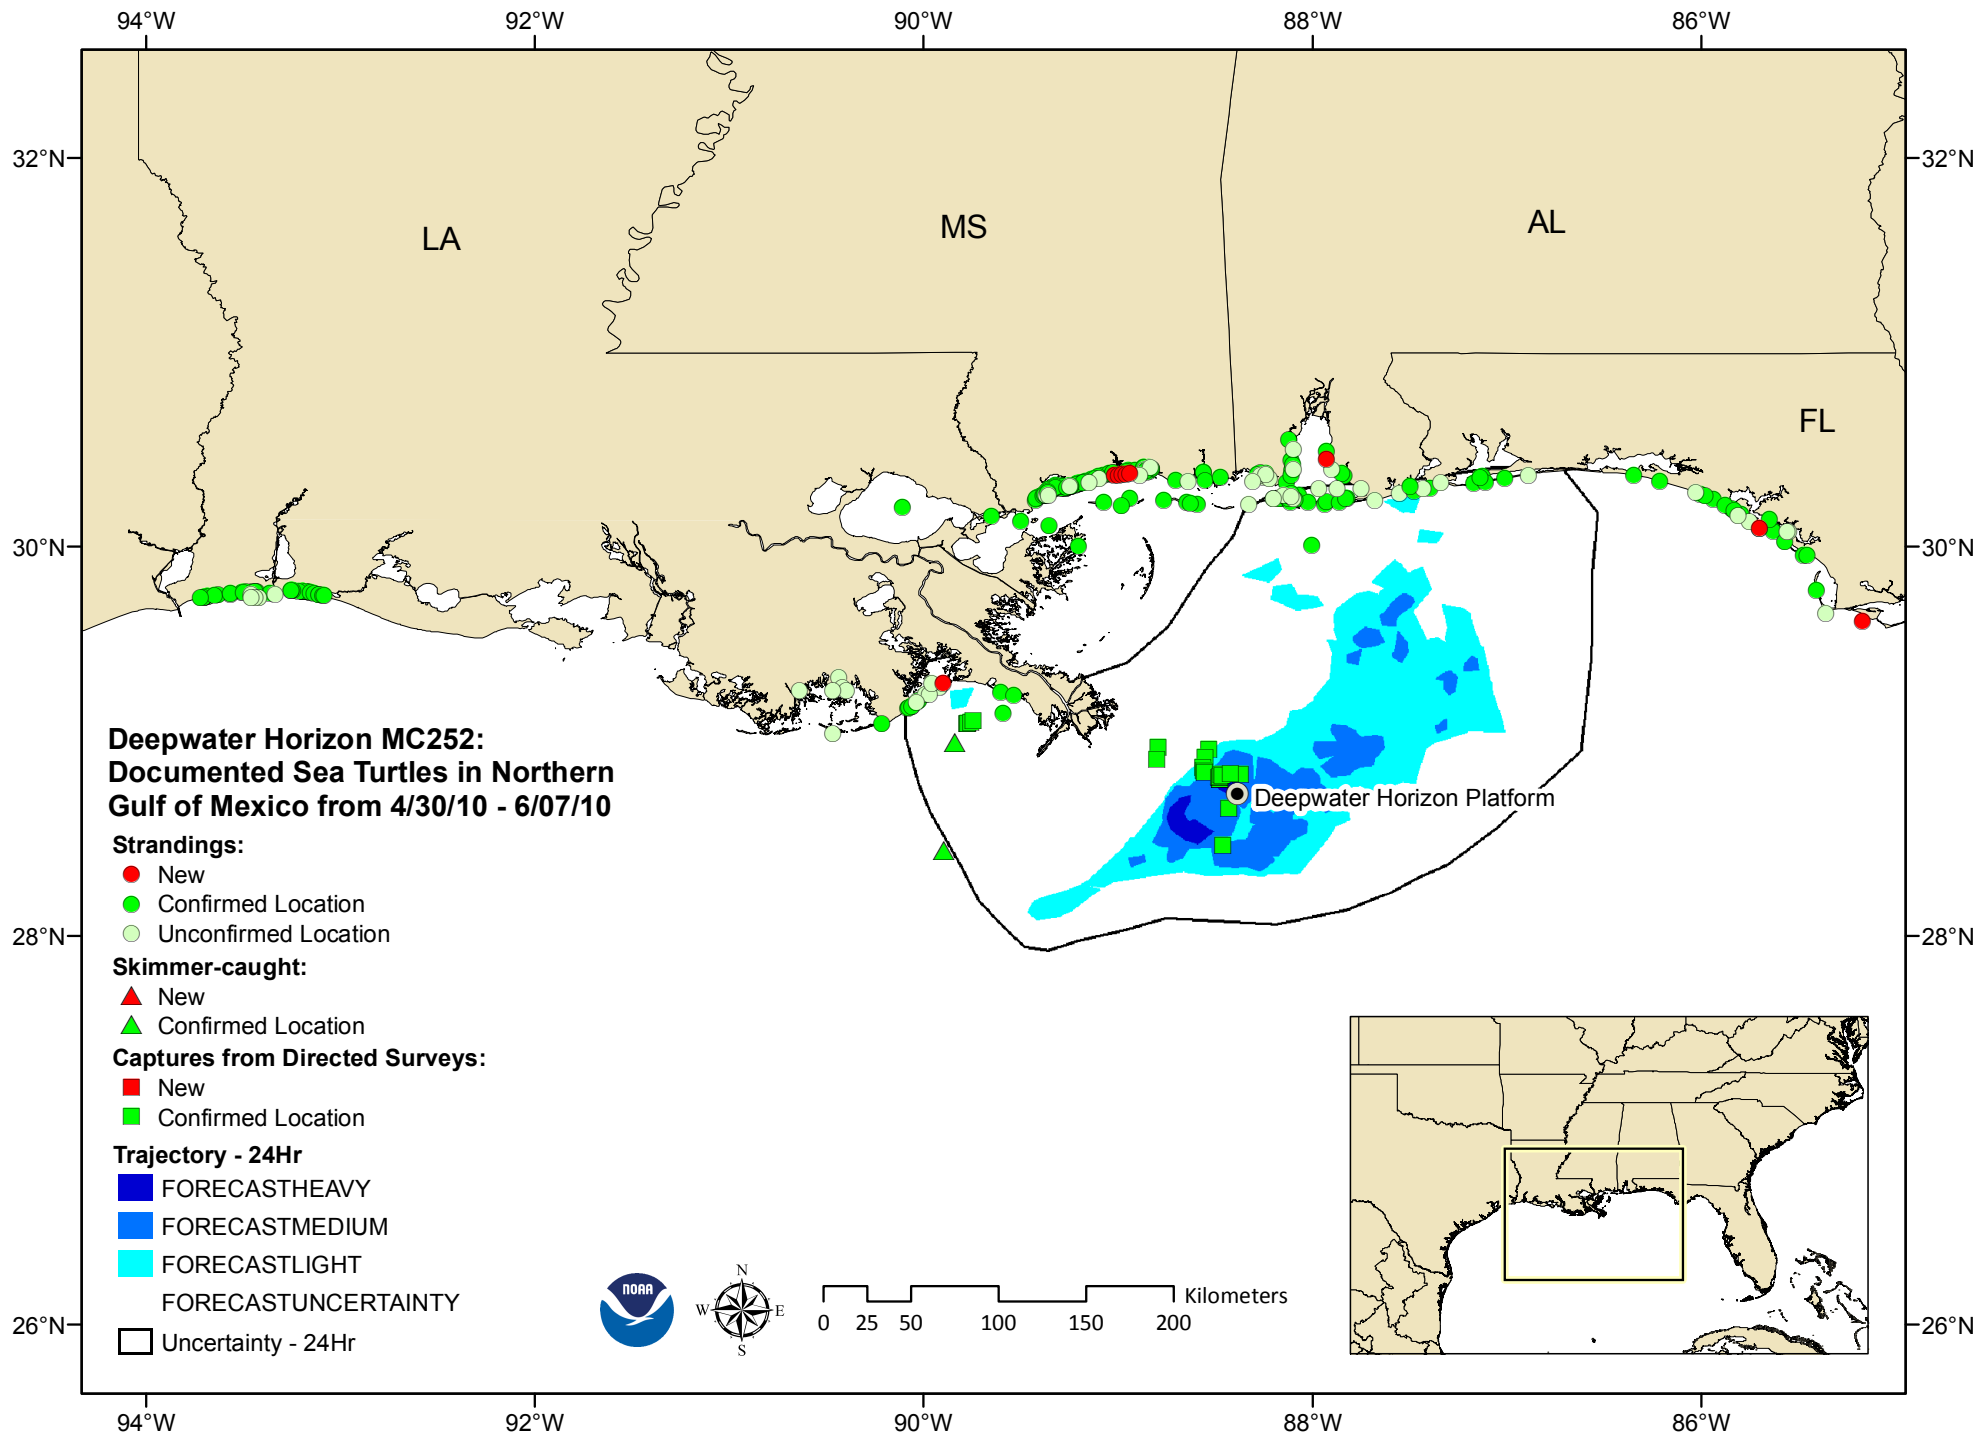 94°W 92°W 90°W 88°W 86°W
32°N 32°N
LA MS AL
FL
30°N 30°N
Deepwater Horizon MC252:
Documented Sea Turtles in Northern
Gulf of Mexico from 4/30/10 - 6/07/10
Deepwater Horizon Platform
Strandings:
New
Confirmed Location
Unconfirmed Location
28°N 28°N
Skimmer-caught:
New
Confirmed Location
Captures from Directed Surveys:
New
Confirmed Location
Trajectory - 24Hr
FORECASTHEAVY
FORECASTMEDIUM
FORECASTLIGHT
FORECASTUNCERTAINTY
Uncertainty - 24Hr
NOAA
N
W E
S
Kilometers
0 25 50 100 150 200
26°N 26°N
94°W 92°W 90°W 88°W 86°W